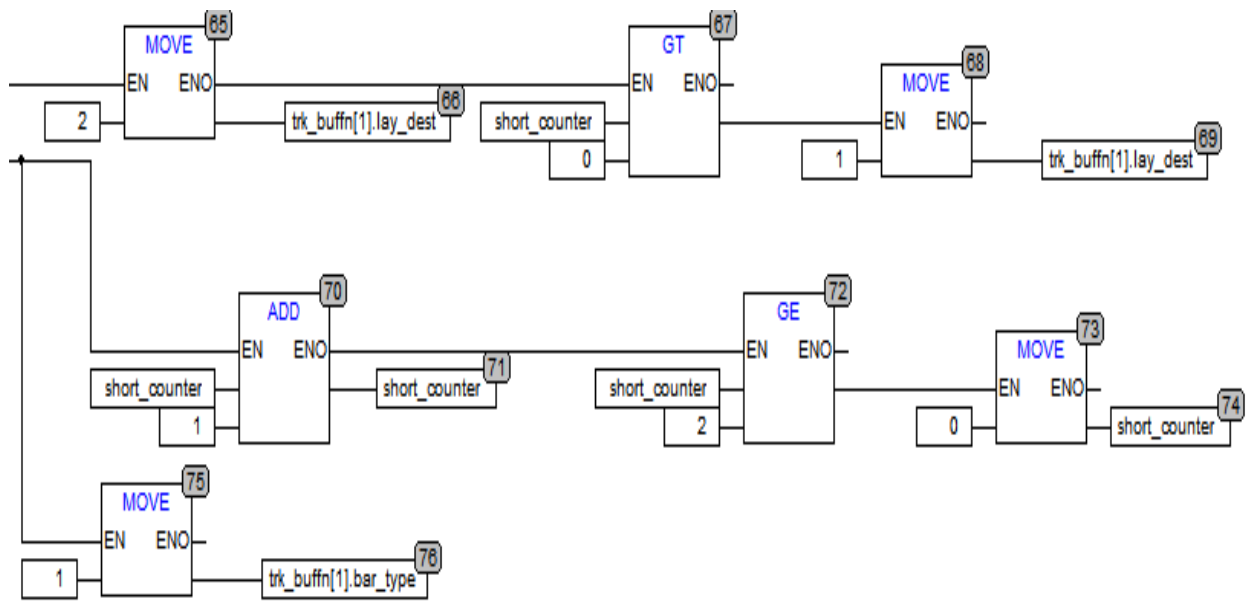 65
MOVE
EN ENO
2
66
trk_buffn[1].lay_dest
67
GT
EN ENO
short_counter
0
68
MOVE
EN ENO
1
69
trk_buffn[1].lay_dest
70
ADD
EN ENO
short_counter
1
71
short_counter
72
GE
EN ENO
short_counter
2
73
MOVE
EN ENO
0
74
short_counter
75
MOVE
EN ENO
1
76
trk_buffn[1].bar_type